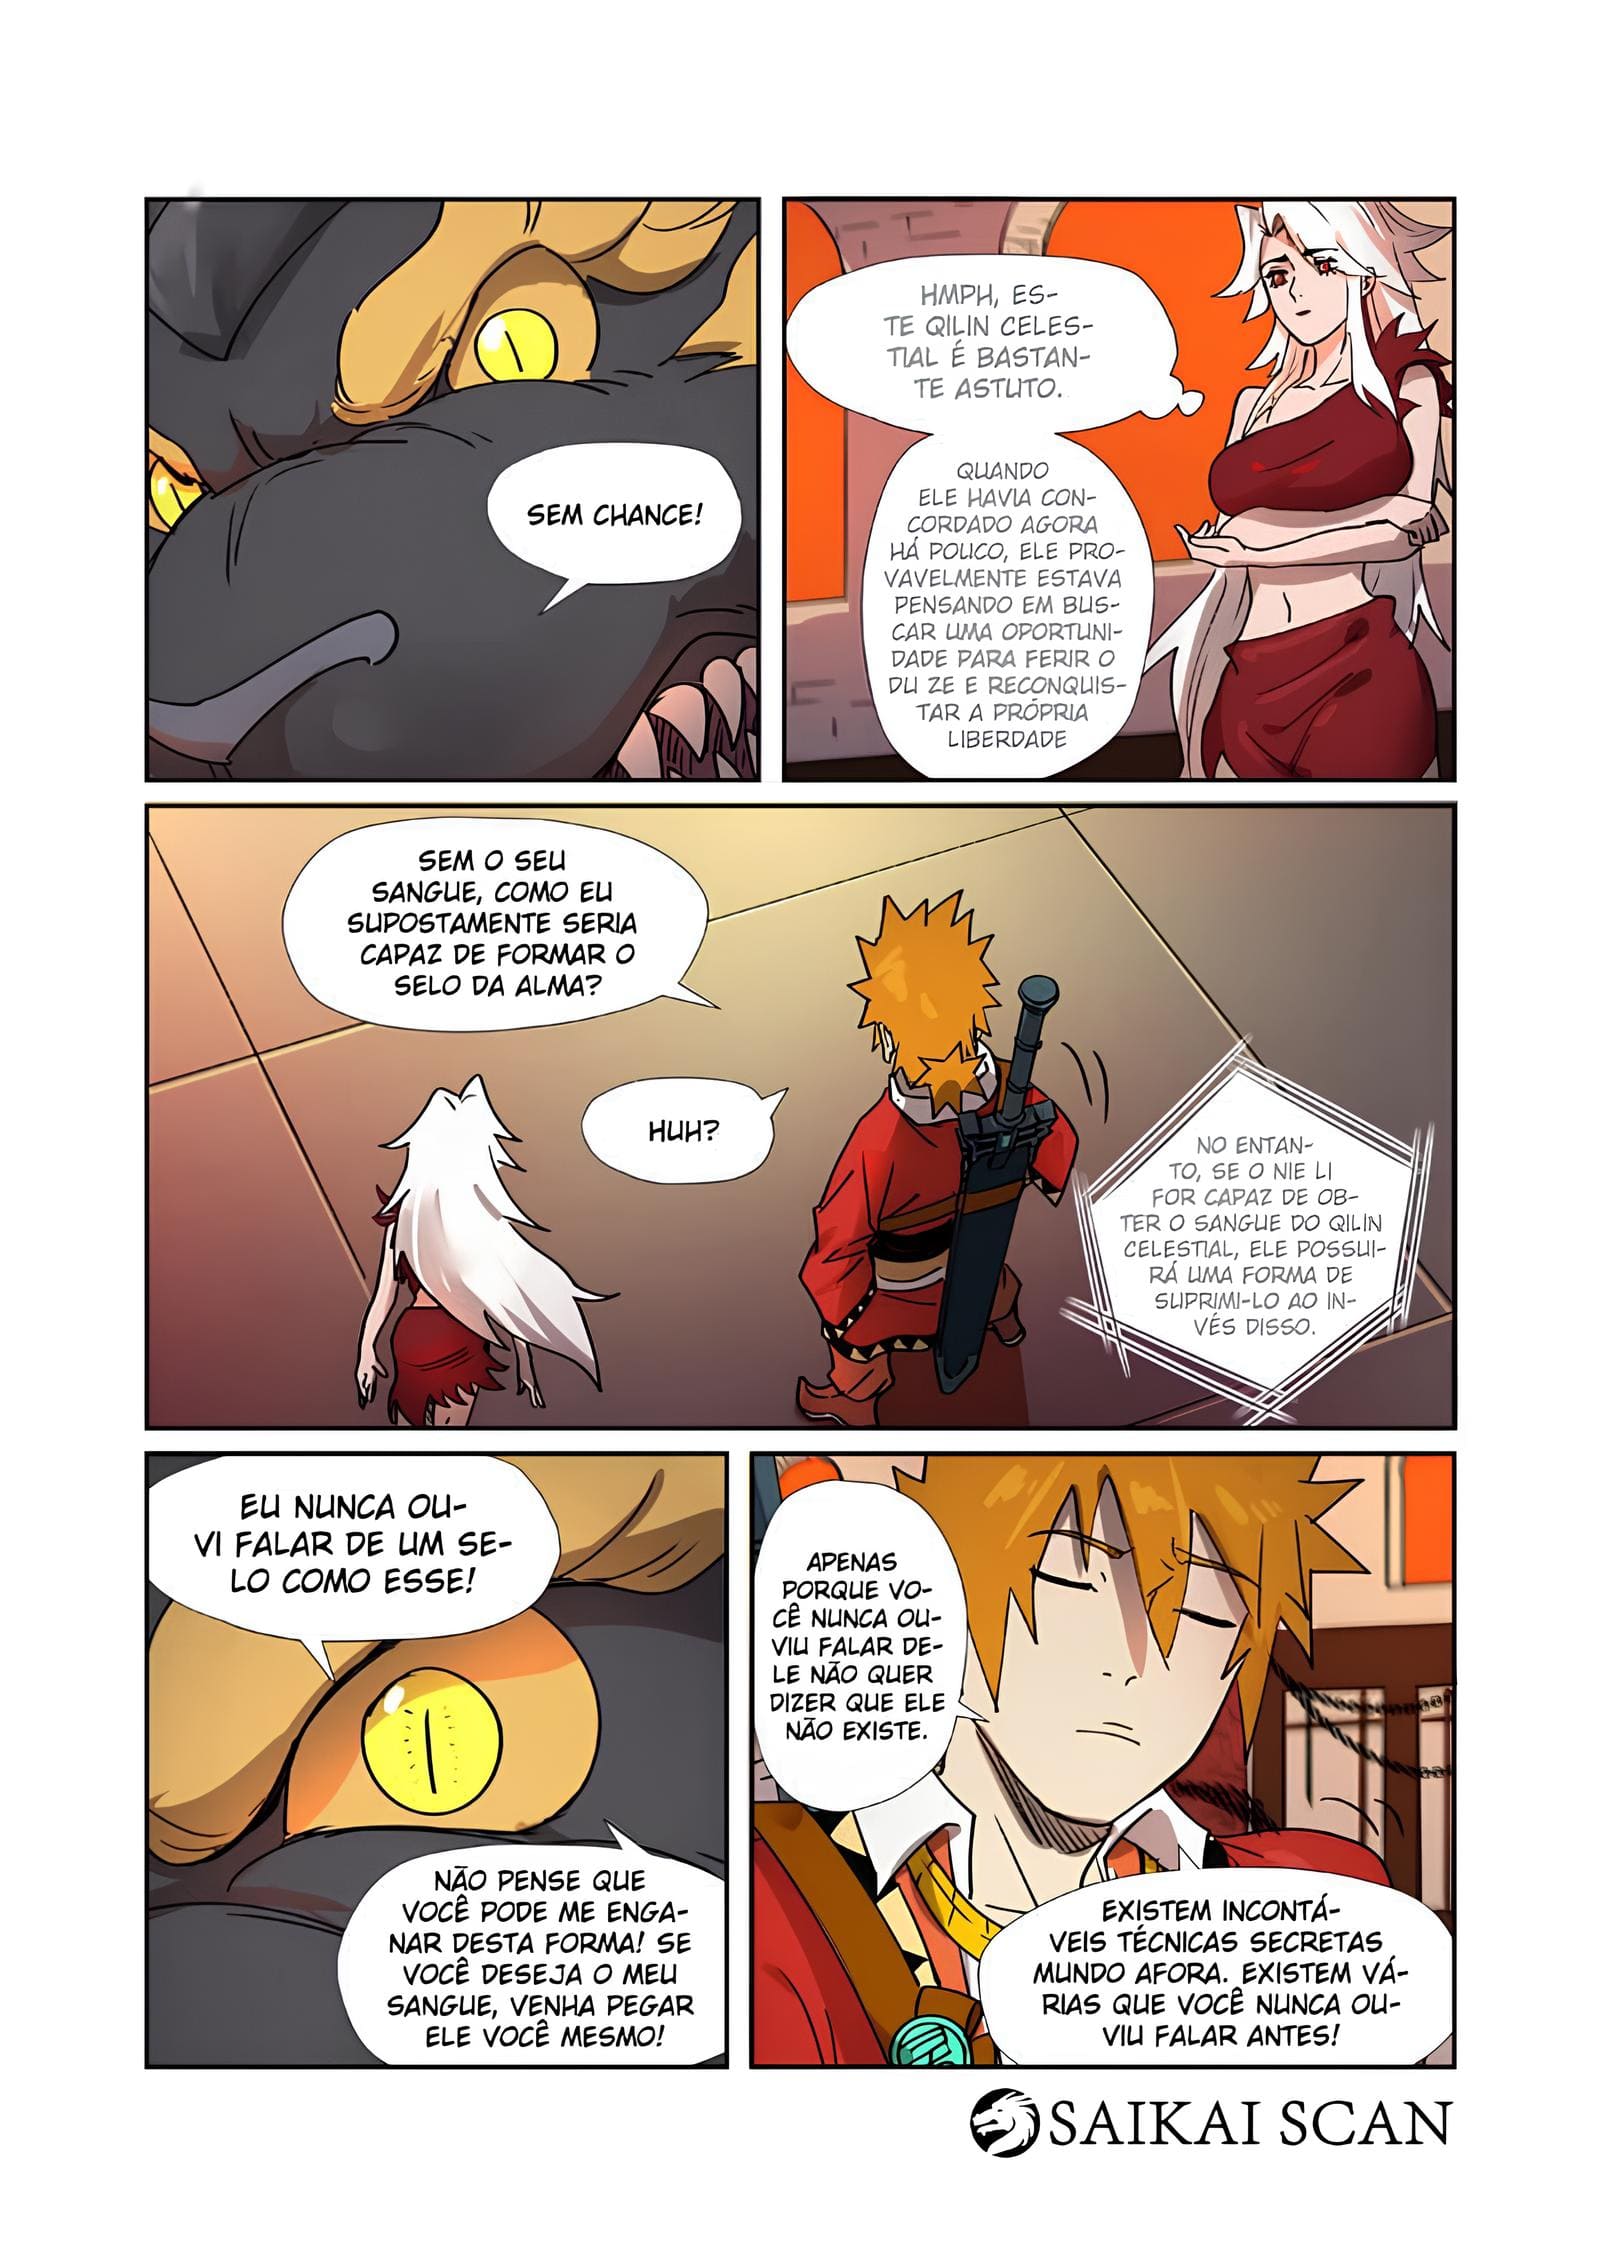 SEM CHANCE!
HMPH, ES-
TE QILIN CELES-
TIAL É BASTAN-
TE ASTUTO.
QUANDO
ELE HAVIA CON-
CORDADO AGORA
HÁ POUCO, ELE PRO-
VAVELMENTE ESTAVA
PENSANDO EM BUS-
CAR UMA OPORTUNI-
DADE PARA FERIR O
DU ZE E RECONQUIS-
TAR A PRÓPRIA
LIBERDADE
SEM O SEU
SANGUE, COMO EU
SUPOSTAMENTE SERIA
CAPAZ DE FORMAR O
SELO DA ALMA?
HUH?
NO ENTAN-
TO, SE O NIE LI
FOR CAPAZ DE OB-
TER O SANGUE DO QILIN
CELESTIAL, ELE POSSUI-
RÁ UMA FORMA DE
SUPRIMI-LO AO IN-
VÉS DISSO.
EU NUNCA OU-
VI FALAR DE UM SE-
LO COMO ESSE!
NÃO PENSE QUE
VOCÊ PODE ME ENGA-
NAR DESTA FORMA! SE
VOCÊ DESEJA O MEU
SANGUE, VENHA PEGAR
ELE VOCÊ MESMO!
APENAS
PORQUE VO-
CÊ NUNCA OU-
VIU FALAR DE-
LE NÃO QUER
DIZER QUE ELE
NÃO EXISTE.
EXISTEM INCONTÁ-
VEIS TÉCNICAS SECRETAS
MUNDO AFORA. EXISTEM VÁ-
RIAS QUE VOCÊ NUNCA OU-
VIU FALAR ANTES!
SAIKAI SCAN